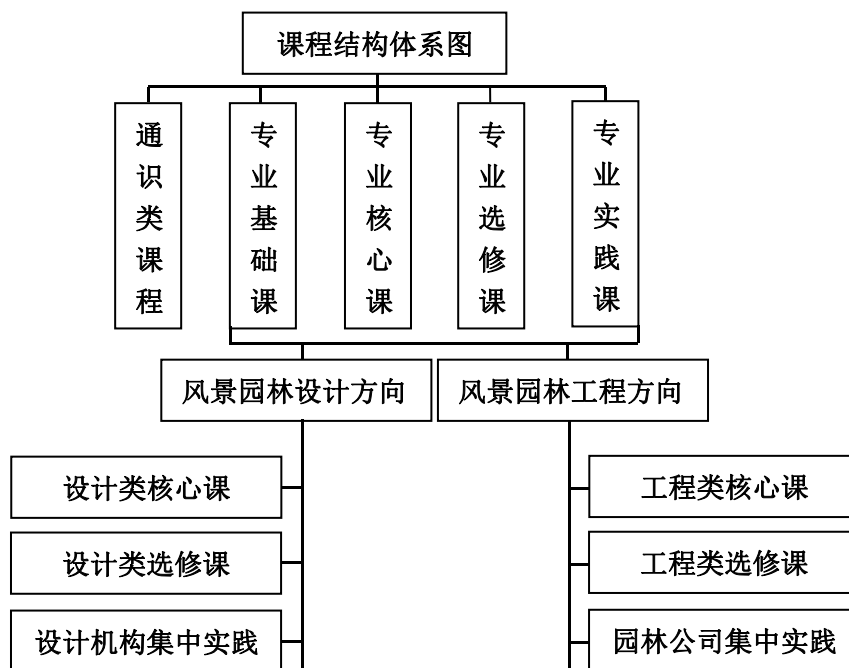 课程结构体系图
通识类课程
专业基础课
专业核心课
专业选修课
专业实践课
风景园林设计方向
风景园林工程方向
设计类核心课
工程类核心课
设计类选修课
工程类选修课
设计机构集中实践
园林公司集中实践